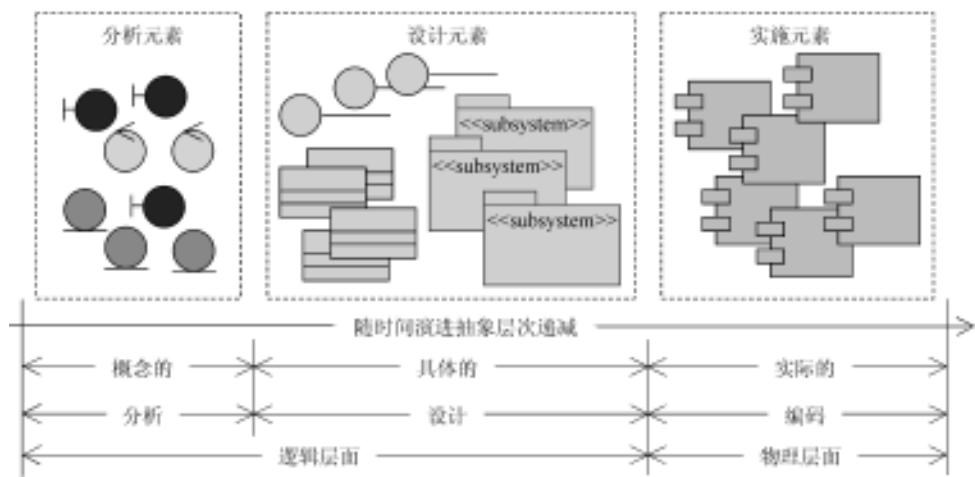 分析元素
设计元素
实施元素
<<subsystem>>
<<subsystem>>
<<subsystem>>
随时间演进抽象层次递减
概念的
具体的
实际的
分析
设计
编码
逻辑层面
物理层面